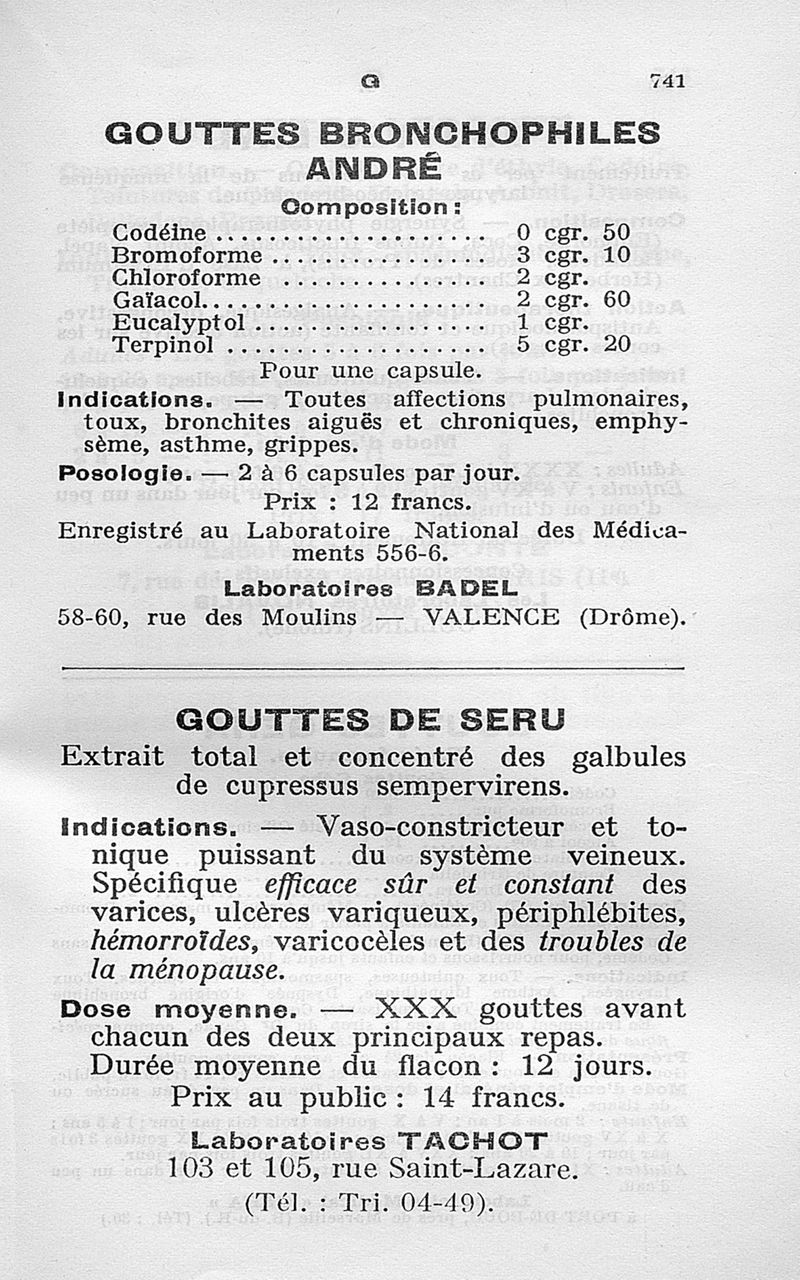 G 741
GOUTTES BRONCHOPHILES
ANDRÉ
Composition :
Codéine .................. 0 cgr. 50
Bromoforme .............. 3 cgr. 10
Chloroforme .............. 2 cgr.
Gaïacol................... 2 cgr. 60
Eucalyptol ............... 1 cgr.
Terpinol ................. 5 cgr. 20
Pour une capsule.
Indications. — Toutes affections pulmonaires,
toux, bronchites aiguës et chroniques, emphy-
sème, asthme, grippes.
Posologie. — 2 à 6 capsules par jour.
Prix : 12 francs.
Enregistré au Laboratoire National des Médica-
ments 556-6.
Laboratoires BADEL
58-60, rue des Moulins — VALENCE (Drôme).
GOUTTES DE SERU
Extrait total et concentré des galbules
de cupressus sempervirens.
Indications. — Vaso-constricteur et to-
nique puissant du système veineux.
Spécifique efficace sûr et constant des
varices, ulcères variqueux, périphlébites,
hémorroïdes, varicocèles et des troubles de
la ménopause.
Dose moyenne. — XXX gouttes avant
chacun des deux principaux repas.
Durée moyenne du flacon : 12 jours.
Prix au public : 14 francs.
Laboratoires TACHOT
103 et 105, rue Saint-Lazare.
(Tél. : Tri. 04-49).